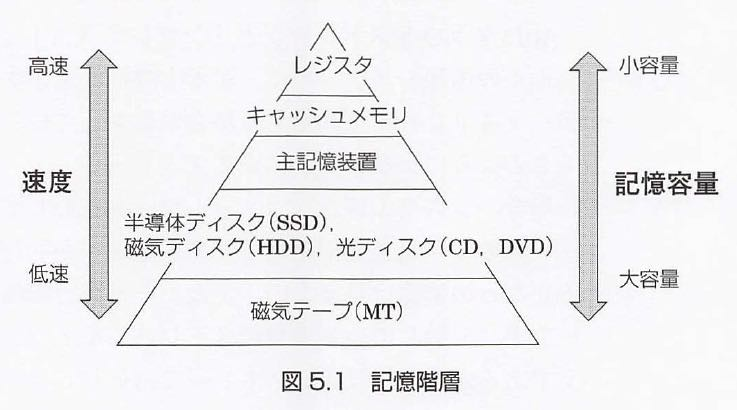 レジスタ
高速
小容量
キャッシュメモリ
主記憶装置
速度
記憶容量
半導体ディスク(SSD),
磁気ディスク(HDD),光ディスク(CD, DVD)
低速
大容量
磁気テープ(MT)
図5.1 記憶階層